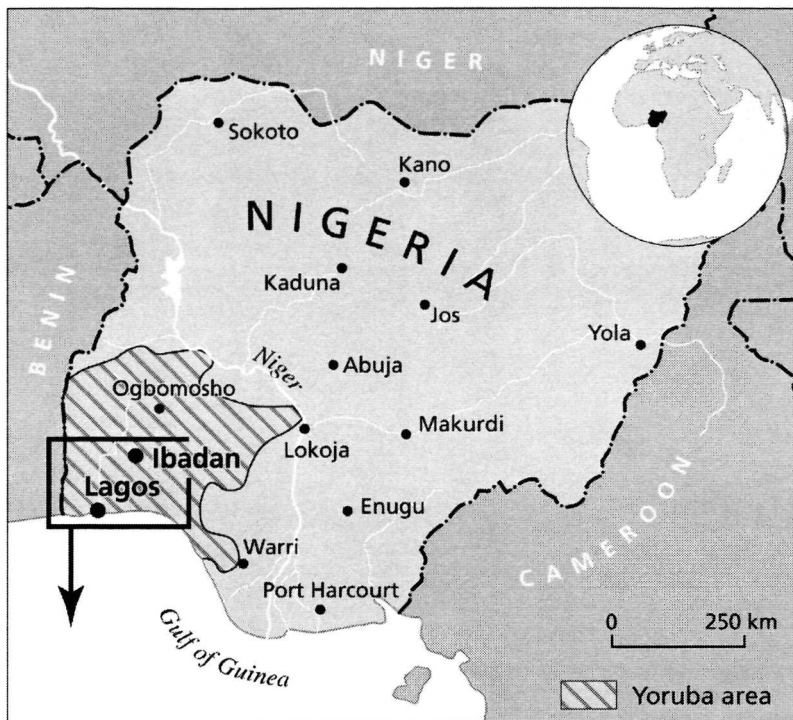 NIGER
Sokoto
Kano
NIGERIA
Kaduna
Jos
BENIN
Yola
Niger
Abuja
Ogbomosho
Makurdi
Lokoja
Ibadan
Lagos
Enugu
CAMEROON
Warri
Port Harcourt
Gulf of Guinea
0 250 km
Yoruba area